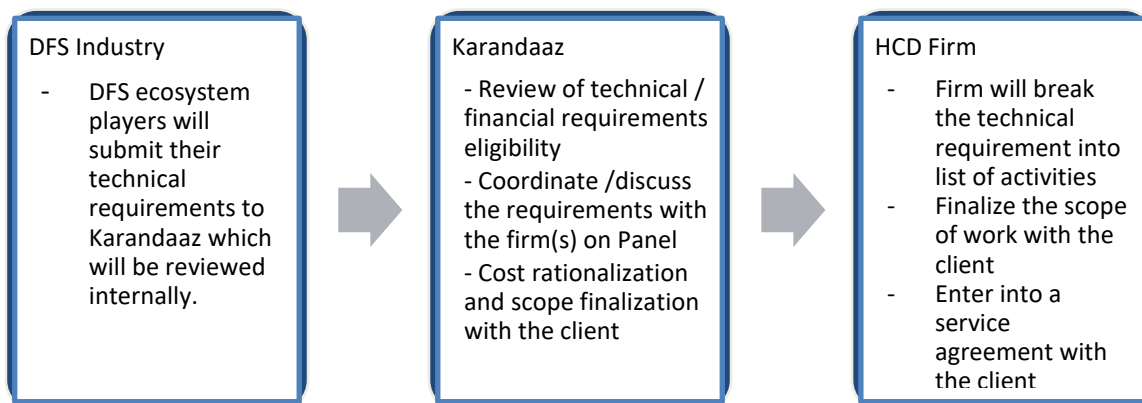 DFS Industry
- DFS ecosystem
players will
submit their
technical
requirements to
Karandaaz which
will be reviewed
internally.
Karandaaz
- Review of technical /
financial requirements
eligibility
- Coordinate /discuss
the requirements with
the firm(s) on Panel
- Cost rationalization
and scope finalization
with the client
HCD Firm
- Firm will break
the technical
requirement into
list of activities
- Finalize the scope
of work with the
client
- Enter into a
service
agreement with
the client